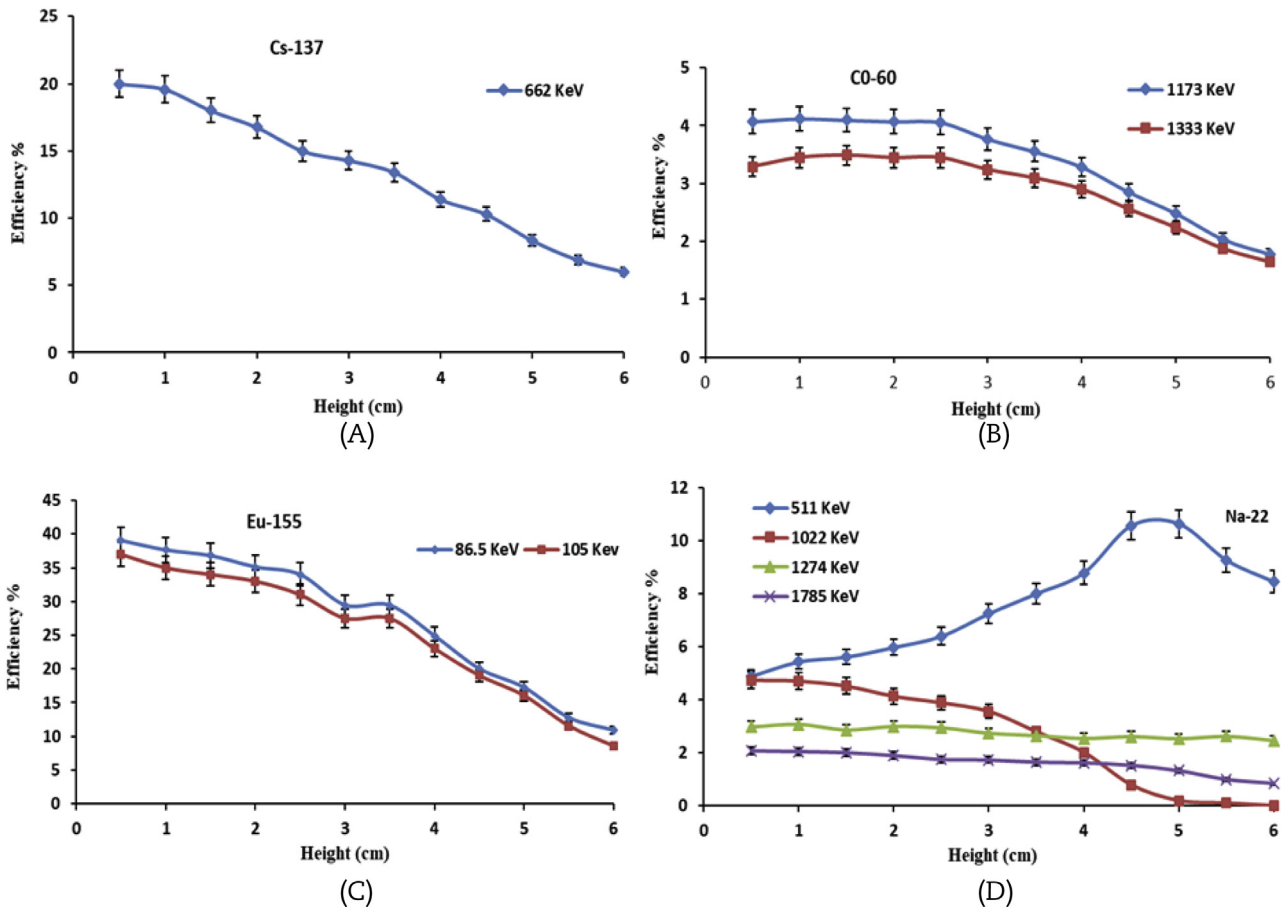 Cs-137
662 KeV
Efficiency %
25
20
15
10
5
0
0 1 2 3 4 5 6
Height (cm)
(A)
C0-60
1173 KeV
1333 KeV
Efficiency %
5
4
3
2
1
0
0 1 2 3 4 5 6
Height (cm)
(B)
Eu-155
86.5 KeV 105 Kev
Efficiency %
45
40
35
30
25
20
15
10
5
0
0 1 2 3 4 5 6
Height (cm)
(C)
511 KeV
1022 KeV
1274 KeV
1785 KeV
Na-22
Efficiency %
12
10
8
6
4
2
0
0 1 2 3 4 5 6
Height (cm)
(D)